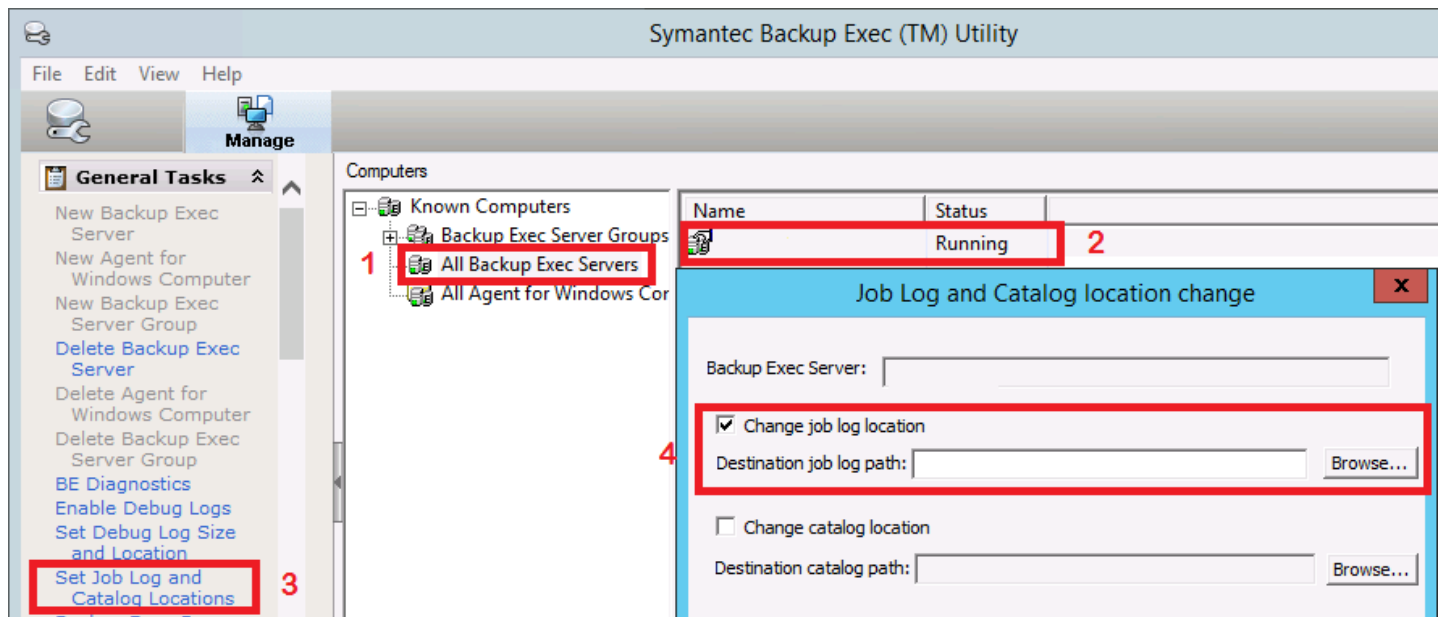 Symantec Backup Exec (TM) Utility
File Edit View Help
Manage
General Tasks
New Backup Exec
Server
New Agent for
Windows Computer
New Backup Exec
Server Group
Delete Backup Exec
Server
Delete Agent for
Windows Computer
Delete Backup Exec
Server Group
BE Diagnostics
Enable Debug Logs
Set Debug Log Size
and Location
Set Job Log and
Catalog Locations
3
Computers
Known Computers
Backup Exec Server Groups
1 All Backup Exec Servers
All Agent for Windows Cor
Name Status
Running 2
Job Log and Catalog location change
x
Backup Exec Server:
Change job log location
4
Destination job log path: Browse...
Change catalog location
Destination catalog path: Browse...